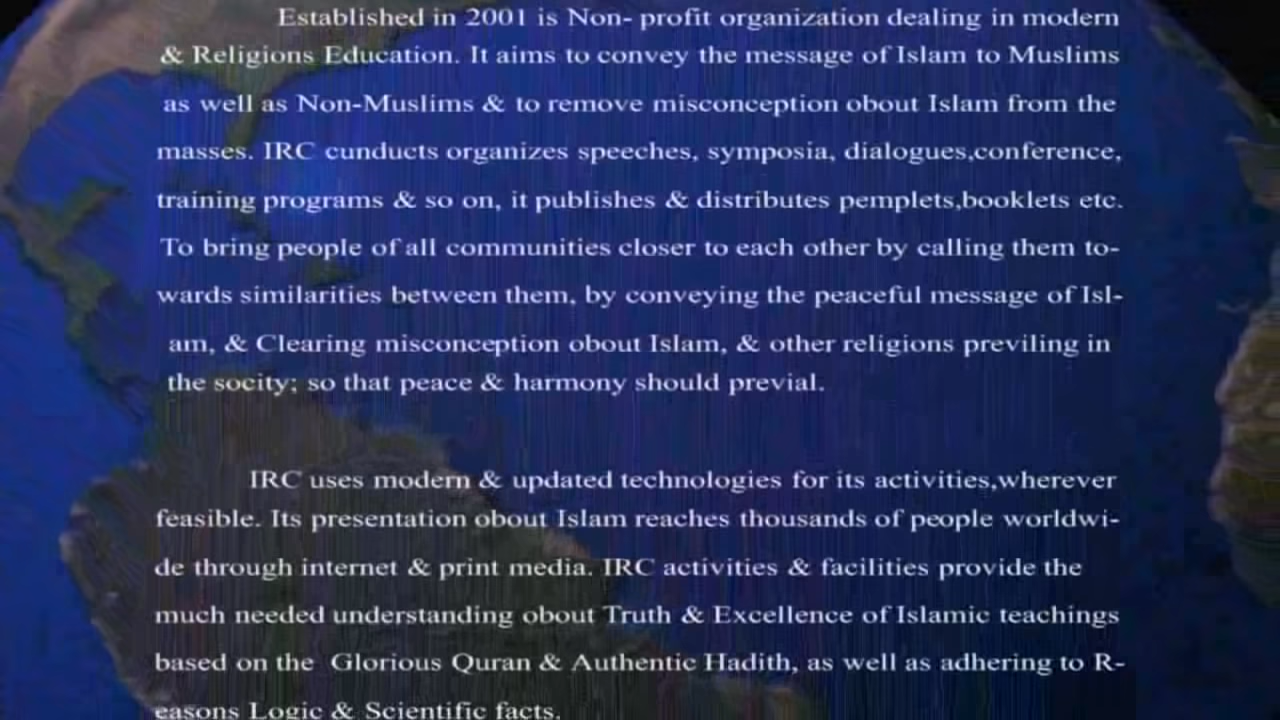 Established in 2001 is Non- profit organization dealing in modern
& Religions Education. It aims to convey the message of Islam to Muslims
as well as Non-Muslims & to remove misconception obout Islam from the
masses. IRC cunducts organizes speeches, symposia, dialogues,conference,
training programs & so on, it publishes & distributes pemplets,booklets etc.
To bring people of all communities closer to each other by calling them to-
wards similarities between them, by conveying the peaceful message of Isl-
am, & Clearing misconception obout Islam, & other religions previling in
the socity; so that peace & harmony should previal.
IRC uses modern & updated technologies for its activities,wherever
feasible. Its presentation obout Islam reaches thousands of people worldwi-
de through internet & print media. IRC activities & facilities provide the
much needed understanding obout Truth & Excellence of Islamic teachings
based on the Glorious Quran & Authentic Hadith, as well as adhering to R-
easons Logic & Scientific facts.